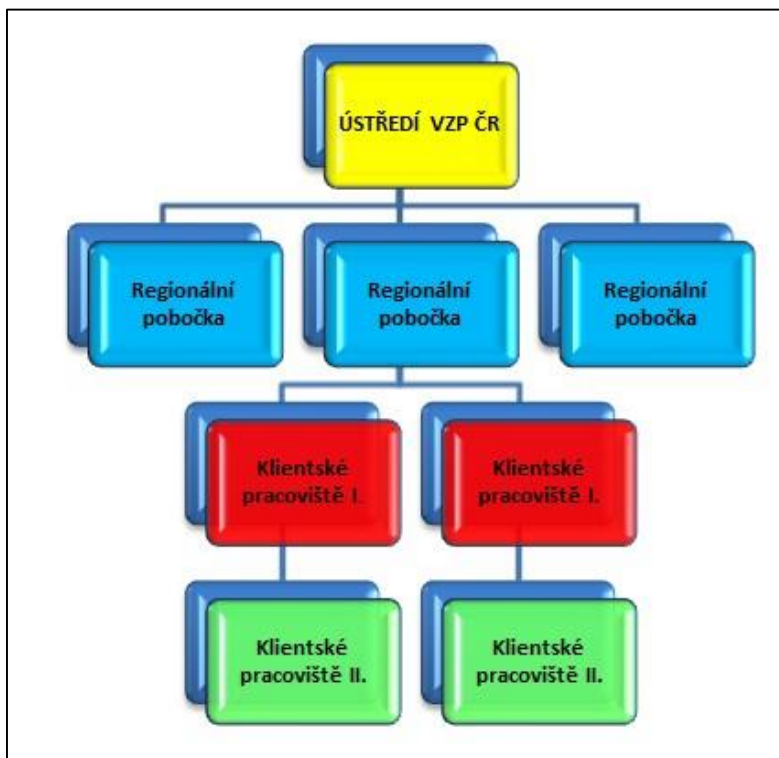 ÚSTŘEDÍ VZP ČR
Regionální
pobočka
Regionální
pobočka
Regionální
pobočka
Klientské
pracoviště I.
Klientské
pracoviště I.
Klientské
pracoviště II.
Klientské
pracoviště II.